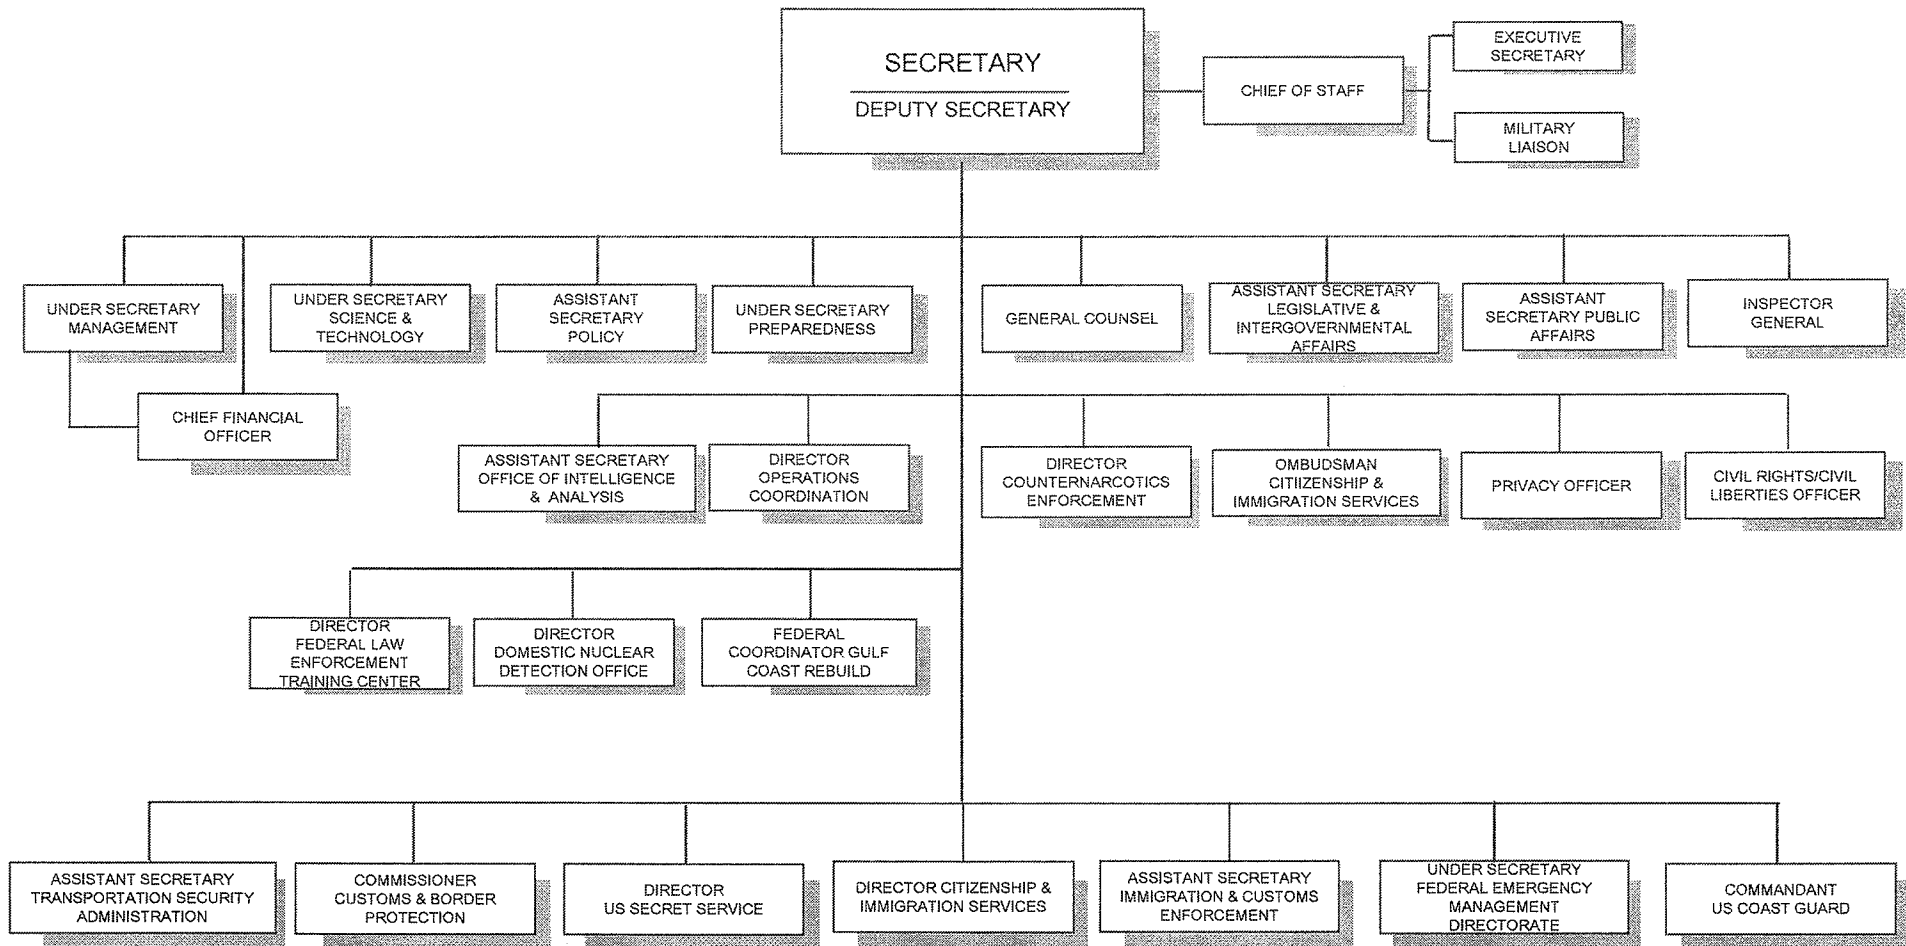 SECRETARY
DEPUTY SECRETARY
CHIEF OF STAFF
EXECUTIVE
SECRETARY
MILITARY
LIAISON
UNDER SECRETARY
MANAGEMENT
UNDER SECRETARY
SCIENCE &
TECHNOLOGY
ASSISTANT
SECRETARY
POLICY
UNDER SECRETARY
PREPAREDNESS
GENERAL COUNSEL
ASSISTANT SECRETARY
LEGISLATIVE &
INTERGOVERNMENTAL
AFFAIRS
ASSISTANT
SECRETARY PUBLIC
AFFAIRS
INSPECTOR
GENERAL
CHIEF FINANCIAL
OFFICER
ASSISTANT SECRETARY
OFFICE OF INTELLIGENCE
& ANALYSIS
DIRECTOR
OPERATIONS
COORDINATION
DIRECTOR
COUNTERNARCOTICS
ENFORCEMENT
OMBUDSMAN
CITIIZENSHIP &
IMMIGRATION SERVICES
PRIVACY OFFICER
CIVIL RIGHTS/CIVIL
LIBERTIES OFFICER
DIRECTOR
FEDERAL LAW
ENFORCEMENT
TRAINING CENTER
DIRECTOR
DOMESTIC NUCLEAR
DETECTION OFFICE
FEDERAL
COORDINATOR GULF
COAST REBUILD
ASSISTANT SECRETARY
TRANSPORTATION SECURITY
ADMINISTRATION
COMMISSIONER
CUSTOMS & BORDER
PROTECTION
DIRECTOR
US SECRET SERVICE
DIRECTOR CITIZENSHIP &
IMMIGRATION SERVICES
ASSISTANT SECRETARY
IMMIGRATION & CUSTOMS
ENFORCEMENT
UNDER SECRETARY
FEDERAL EMERGENCY
MANAGEMENT
DIRECTORATE
COMMANDANT
US COAST GUARD